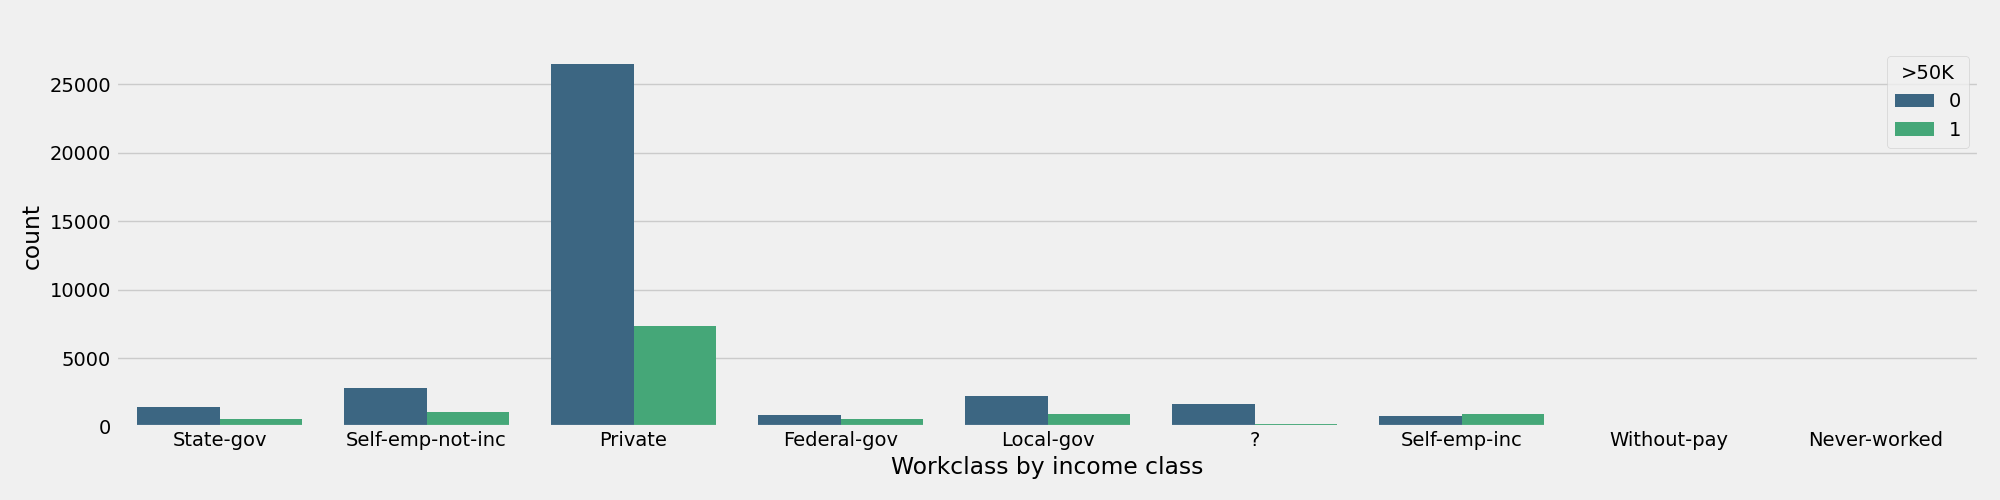 >50K
0
1
25000
20000
15000
10000
5000
0
count
State-gov
Self-emp-not-inc
Private
Federal-gov
Local-gov
?
Self-emp-inc
Without-pay
Never-worked
Workclass by income class